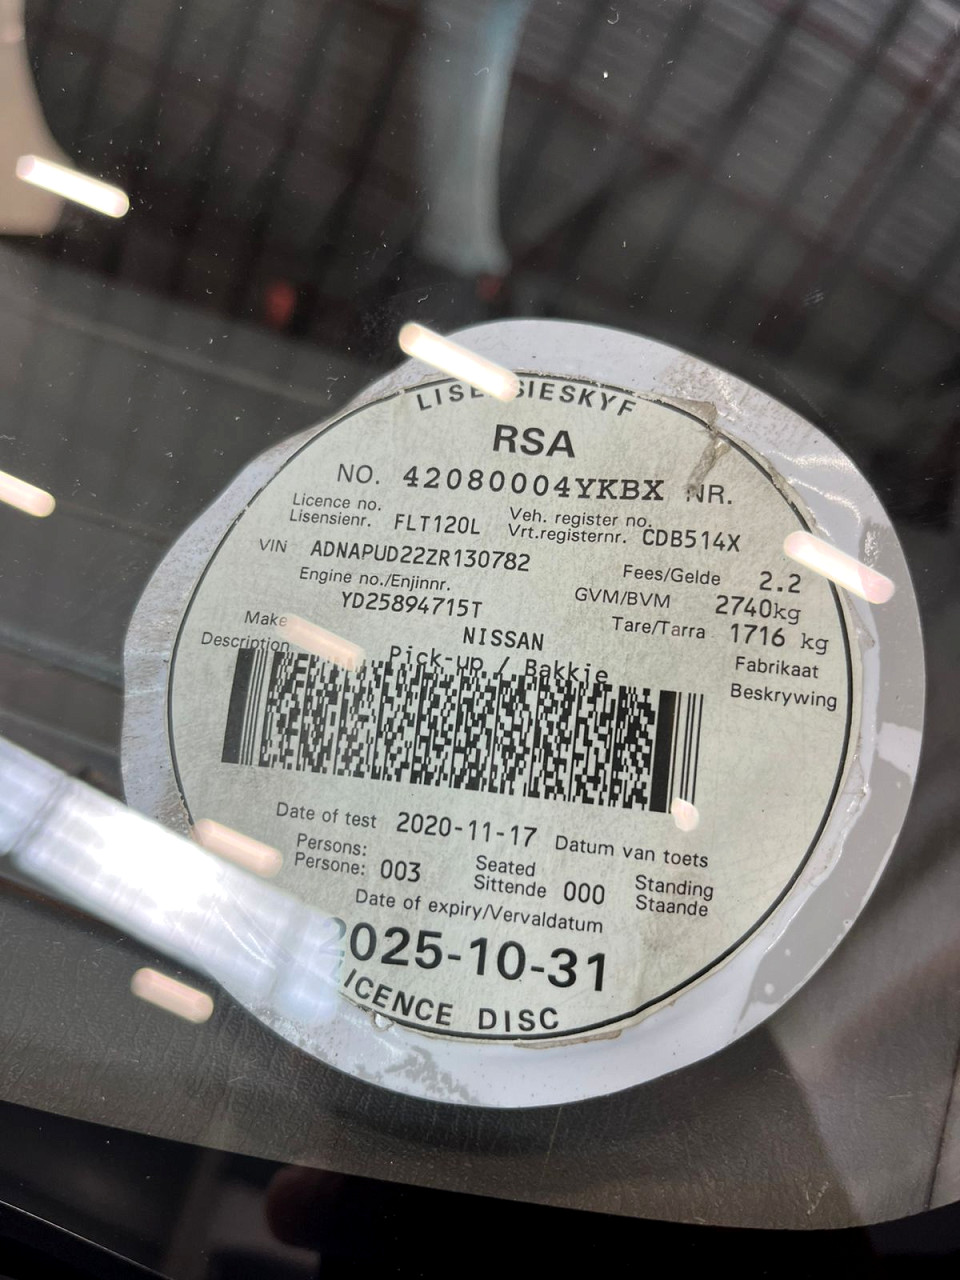 LISENSIESKYF
RSA
NO. 42080004YKBX NR.
Licence no. Veh. register no.
Lisensienr. FLT120L Vrt.registernr. CDB514X
VIN ADNAPUD22ZR130782
Fees/Gelde 2.2
Engine no./Enjinnr. GVM/BVM 2740kg
YD25894715T Tare/Tarra 1716 kg
Make NISSAN Fabrikaat
Description Pick-up / Bakkie Beskrywing
Date of test 2020-11-17 Datum van toets
Persons: Seated Standing
Persone: 003 Sittende 000 Staande
Date of expiry/Vervaldatum
2025-10-31
LICENCE DISC